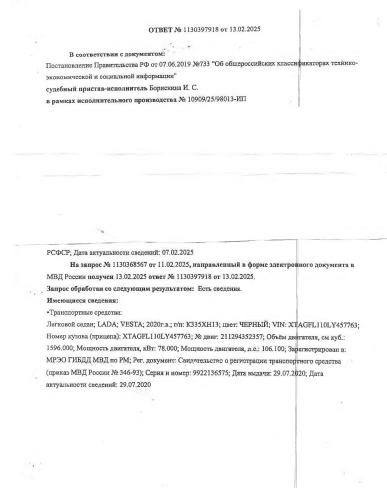 ОТВЕТ № 1130397918 от 13.02.2025
В соответствии с документом:
Постановление Правительства РФ от 07.06.2019 №733 "Об общероссийских классификаторах технико-
экономической и социальной информации"
судебный пристав-исполнитель Борискина И. С.
в рамках исполнительного производства № 10909/25/98013-ИП
РСФСР; Дата актуальности сведений: 07.02.2025
На запрос № 1130368567 от 11.02.2025, направленный в форме электронного документа в
МВД России получен 13.02.2025 ответ № 1130397918 от 13.02.2025.
Запрос обработан со следующим результатом: Есть сведения.
Имеющиеся сведения:
•Транспортные средства:
Легковой седан; LADA; VESTA; 2020г.в.; г/н: К335ХН13; цвет: ЧЕРНЫЙ; VIN: XTAGFL110LY457763;
Номер кузова (прицепа): XTAGFL110LY457763; № двиг: 211294352357; Объём двигателя, см куб.:
1596.000; Мощность двигателя, кВт: 78.000; Мощность двигателя, л.с.: 106.100; Зарегистрирован в:
МРЭО ГИБДД МВД по РМ; Рег. документ: Свидетельство о регистрации транспортного средства
(приказ МВД России № 346-93); Серия и номер: 9922136575; Дата выдачи: 29.07.2020; Дата
актуальности сведений: 29.07.2020